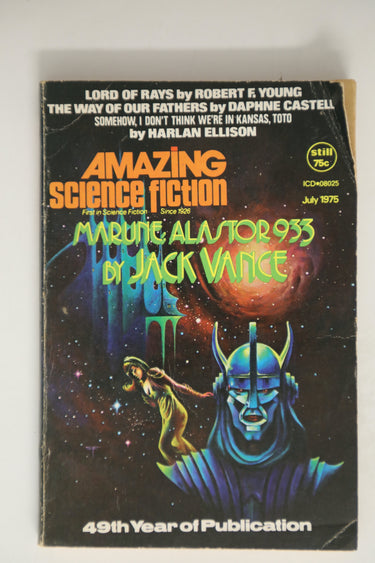 LORD OF RAYS by ROBERT F. YOUNG
THE WAY OF OUR FATHERS by DAPHNE CASTELL
SOMEHOW, I DON'T THINK WE'RE IN KANSAS, TOTO
by HARLAN ELLISON
still
75c
ICD•08025
July 1975
AMAZING
science fiction
First in Science Fiction Since 1926
MARUNE: ALASTOR 933
BY JACK VANCE
49th Year of Publication